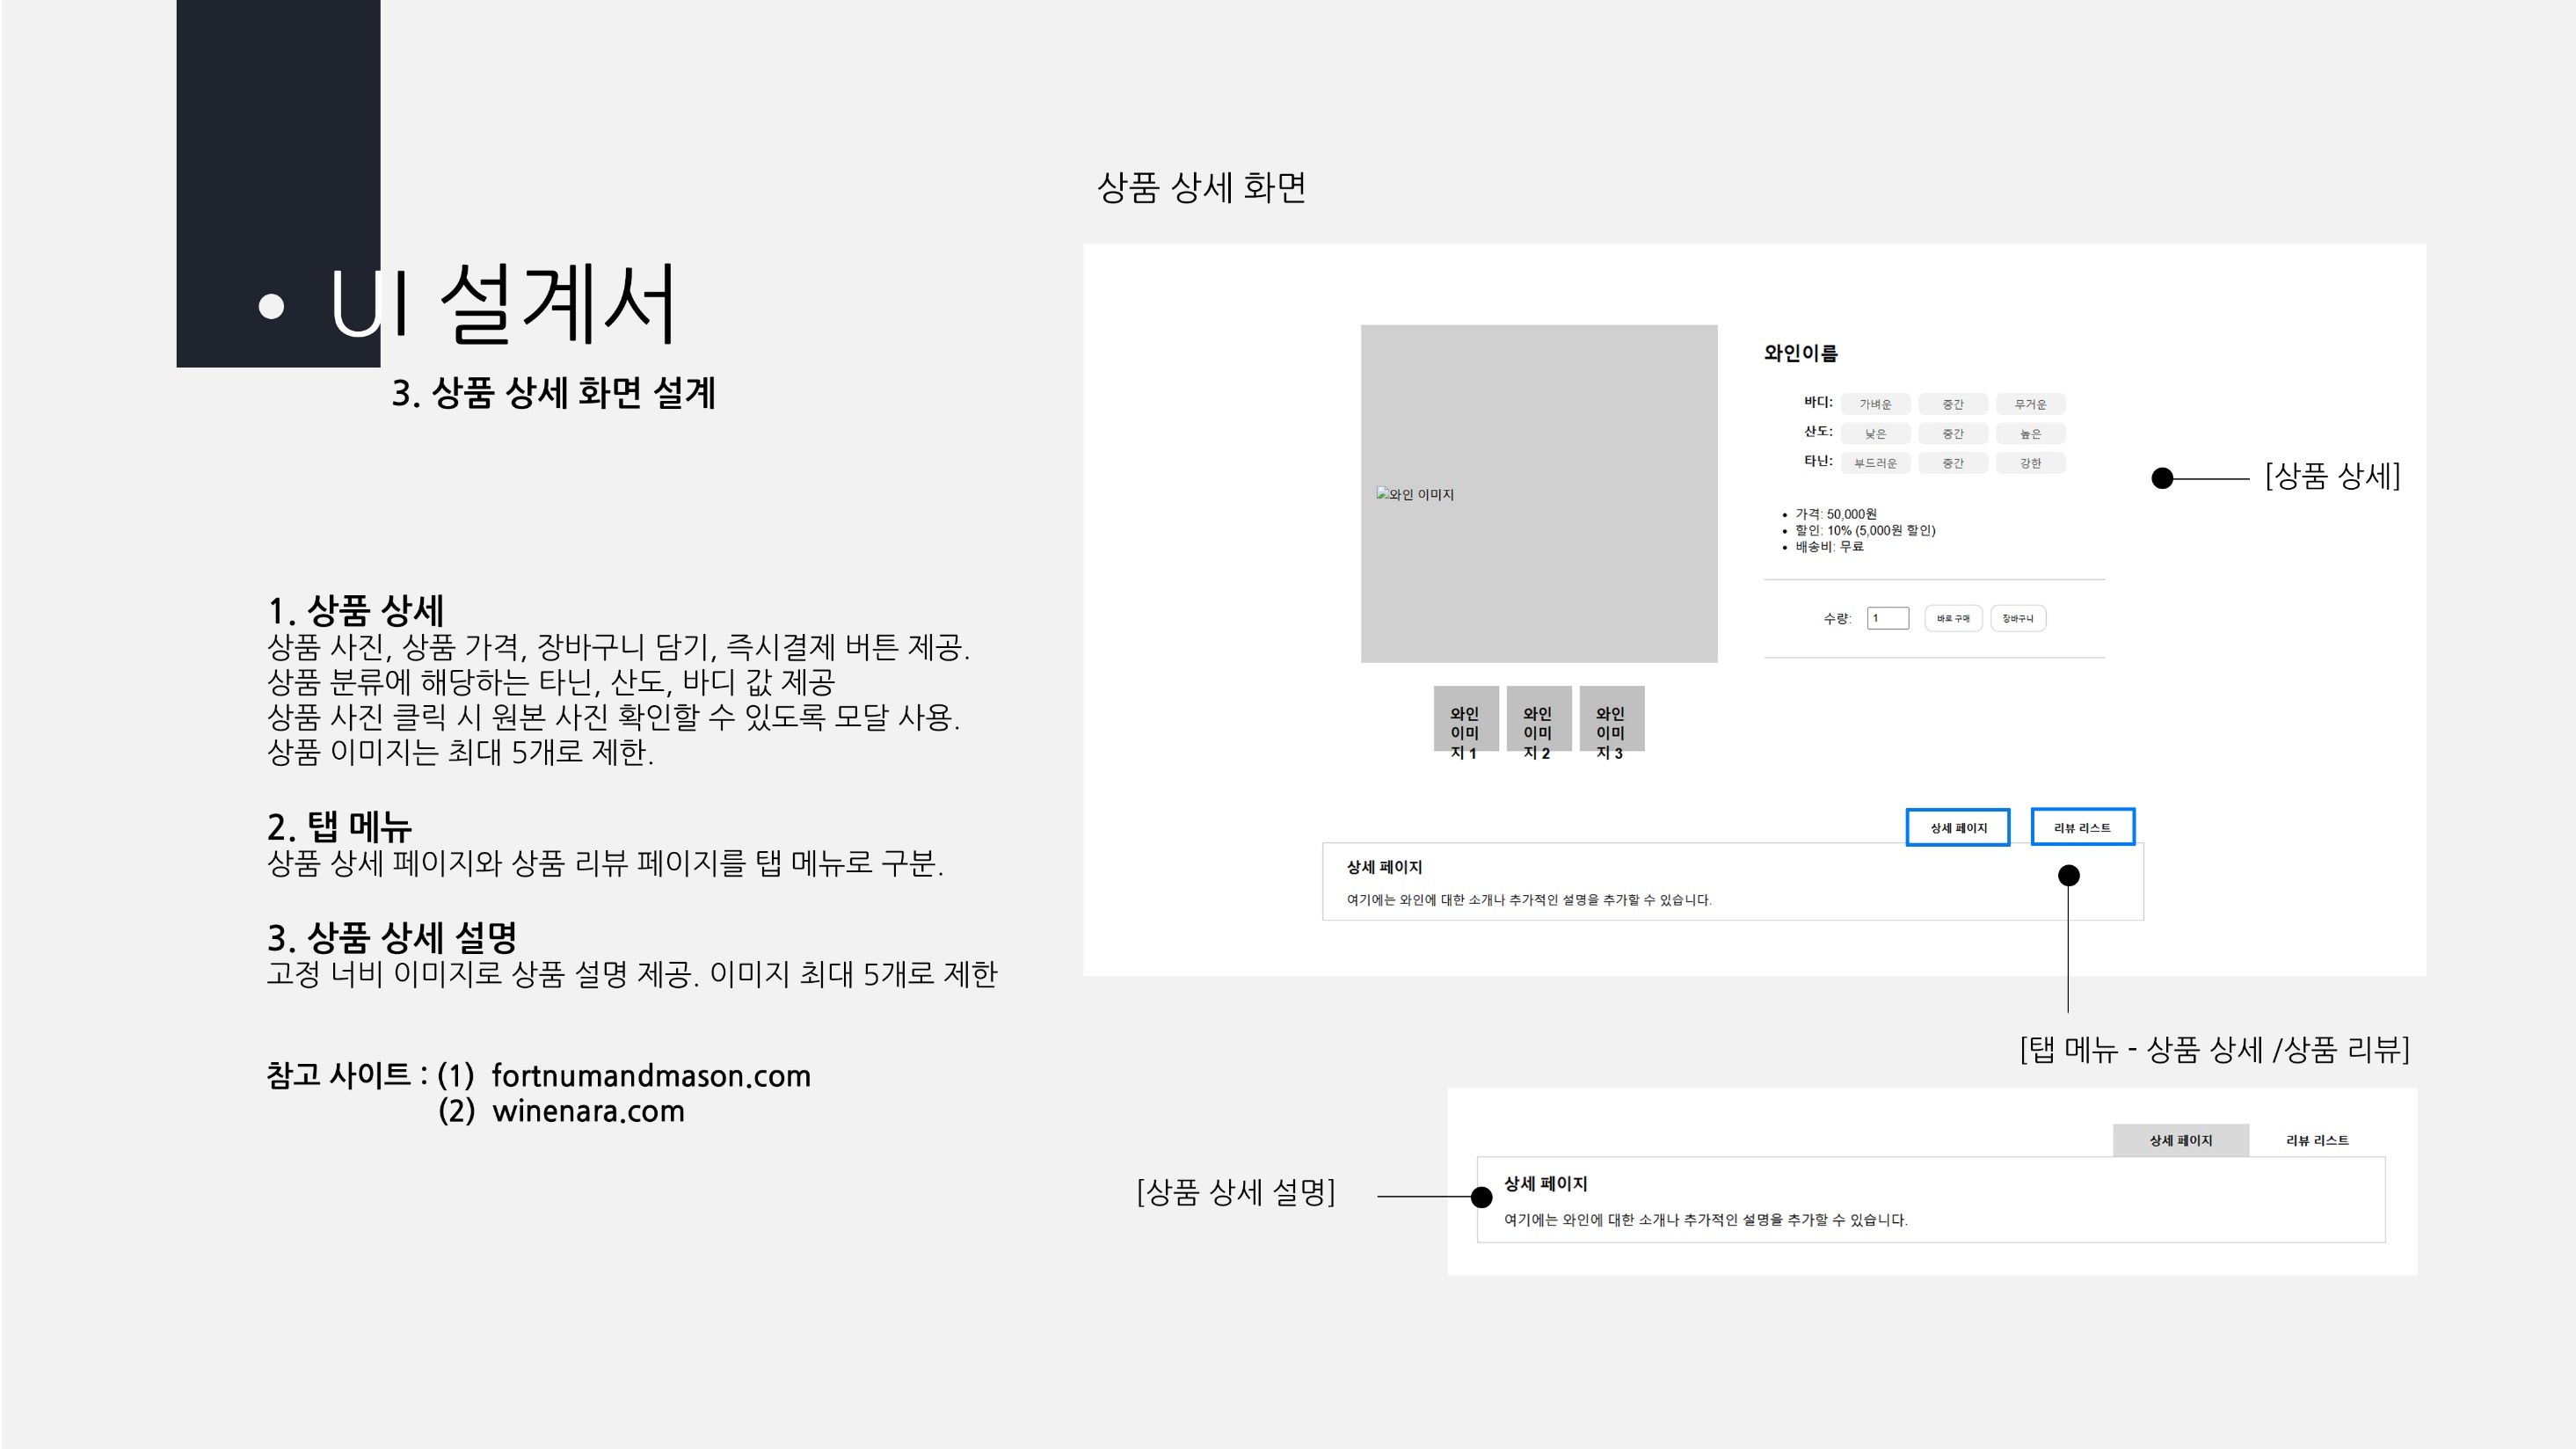 • UI 설계서
3. 상품 상세 화면 설계
1. 상품 상세
상품 사진, 상품 가격, 장바구니 담기, 즉시결제 버튼 제공.
상품 분류에 해당하는 타닌, 산도, 바디 값 제공
상품 사진 클릭 시 원본 사진 확인할 수 있도록 모달 사용.
상품 이미지는 최대 5개로 제한.
2. 탭 메뉴
상품 상세 페이지와 상품 리뷰 페이지를 탭 메뉴로 구분.
3. 상품 상세 설명
고정 너비 이미지로 상품 설명 제공. 이미지 최대 5개로 제한
참고 사이트 : (1) fortnumandmason.com
(2) winenara.com
상품 상세 화면
와인 이미지
와인이름
바디: 가벼운 중간 무거운
산도: 낮은 중간 높은
타닌: 부드러운 중간 강한
• 가격: 50,000원
• 할인: 10% (5,000원 할인)
• 배송비: 무료
수량: 1 바로 구매 장바구니
[상품 상세]
와인
이미
지 1
와인
이미
지 2
와인
이미
지 3
상세 페이지 리뷰 리스트
상세 페이지
여기에는 와인에 대한 소개나 추가적인 설명을 추가할 수 있습니다.
[탭 메뉴 - 상품 상세 /상품 리뷰]
상세 페이지 리뷰 리스트
[상품 상세 설명]
상세 페이지
여기에는 와인에 대한 소개나 추가적인 설명을 추가할 수 있습니다.